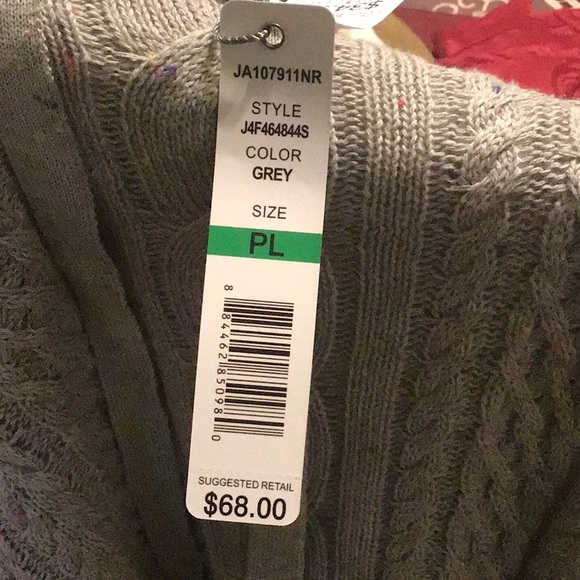 JA107911NR
STYLE
J4F464844S
COLOR
GREY
SIZE
PL
8 84462 85098 0
SUGGESTED RETAIL
$68.00